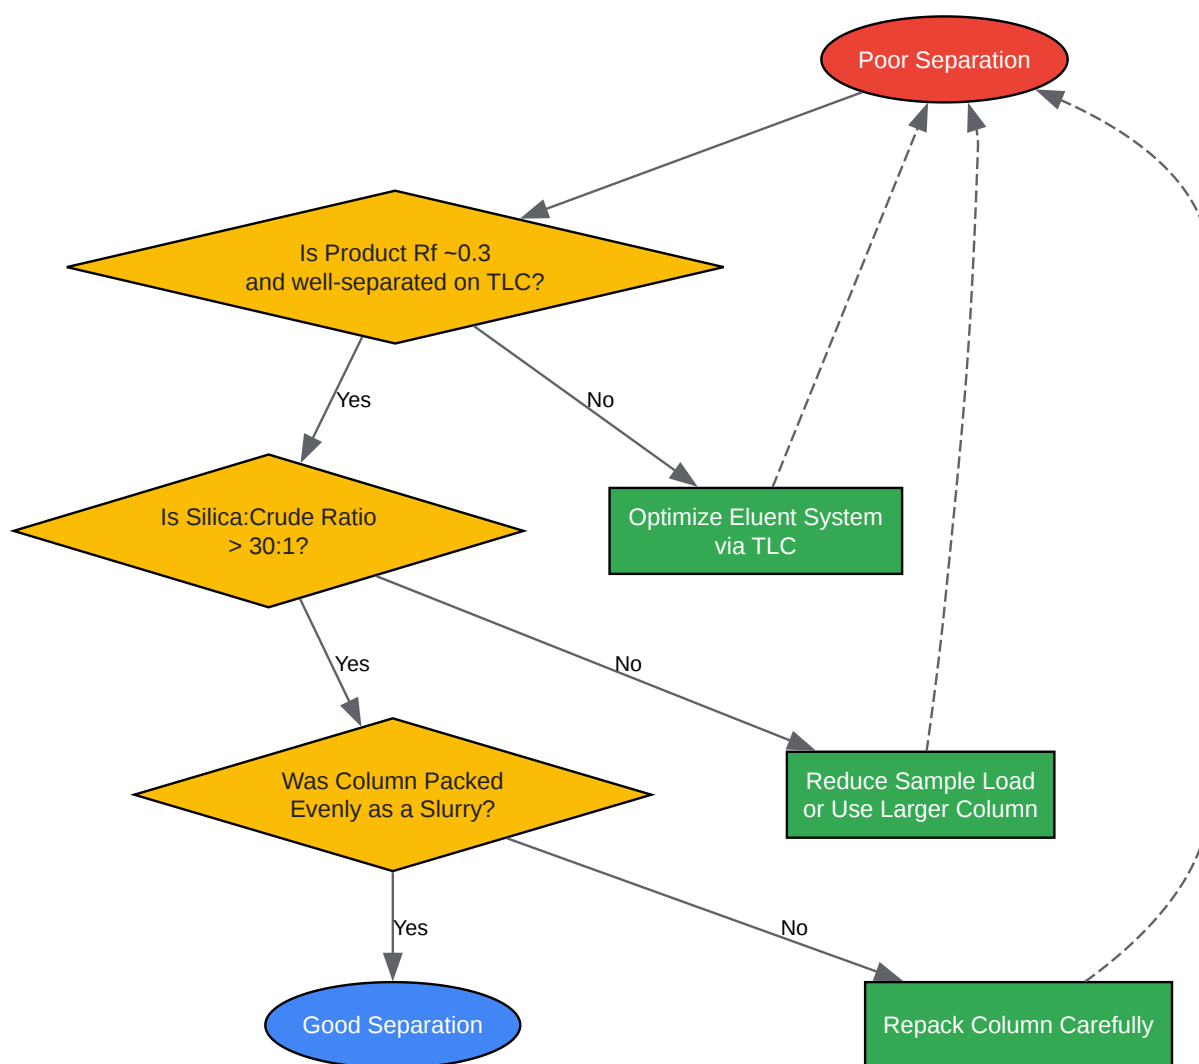 Poor Separation
Is Product Rf ~0.3
and well-separated on TLC?
Yes
No
Is Silica:Crude Ratio
> 30:1?
Optimize Eluent System
via TLC
Yes
No
Was Column Packed
Evenly as a Slurry?
Reduce Sample Load
or Use Larger Column
Yes
No
Good Separation
Repack Column Carefully